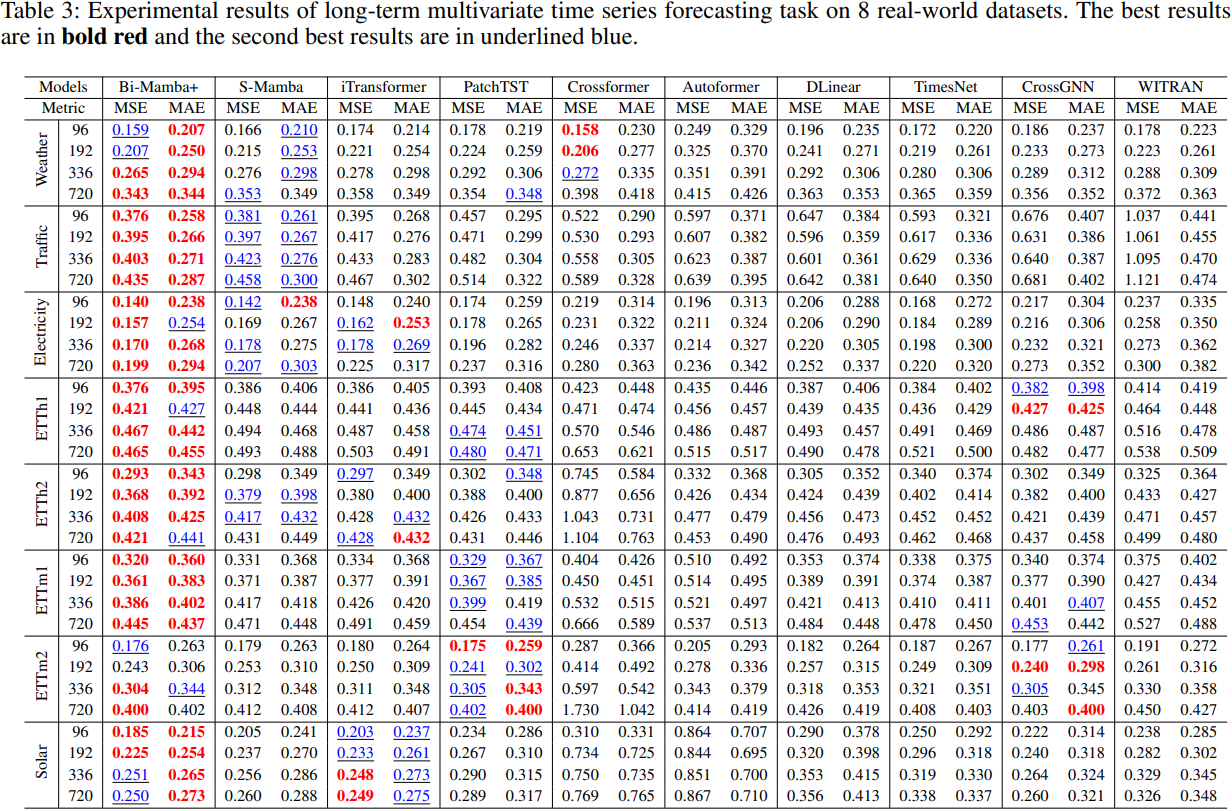 Table 3: Experimental results of long-term multivariate time series forecasting task on 8 real-world datasets. The best results
are in bold red and the second best results are in underlined blue.
Models Bi-Mamba+ S-Mamba iTransformer PatchTST Crossformer Autoformer DLinear TimesNet CrossGNN WITRAN
Metric MSE MAE MSE MAE MSE MAE MSE MAE MSE MAE MSE MAE MSE MAE MSE MAE MSE MAE MSE MAE
Weather
96 0.159 0.207 0.166 0.210 0.174 0.214 0.178 0.219 0.158 0.230 0.249 0.329 0.196 0.235 0.172 0.220 0.186 0.237 0.178 0.223
192 0.207 0.250 0.215 0.253 0.221 0.254 0.224 0.259 0.206 0.277 0.325 0.370 0.241 0.271 0.219 0.261 0.233 0.273 0.223 0.261
336 0.265 0.294 0.276 0.298 0.278 0.298 0.292 0.306 0.272 0.335 0.351 0.391 0.292 0.306 0.280 0.306 0.289 0.312 0.288 0.309
720 0.343 0.344 0.353 0.349 0.358 0.349 0.354 0.348 0.398 0.418 0.415 0.426 0.363 0.353 0.365 0.359 0.356 0.352 0.372 0.363
Traffic
96 0.376 0.258 0.381 0.261 0.395 0.268 0.457 0.295 0.522 0.290 0.597 0.371 0.647 0.384 0.593 0.321 0.676 0.407 1.037 0.441
192 0.395 0.266 0.397 0.267 0.417 0.276 0.471 0.299 0.530 0.293 0.607 0.382 0.596 0.359 0.617 0.336 0.631 0.386 1.061 0.455
336 0.403 0.271 0.423 0.276 0.433 0.283 0.482 0.304 0.558 0.305 0.623 0.387 0.601 0.361 0.629 0.336 0.640 0.387 1.095 0.470
720 0.435 0.287 0.458 0.300 0.467 0.302 0.514 0.322 0.589 0.328 0.639 0.395 0.642 0.381 0.640 0.350 0.681 0.402 1.121 0.474
Electricity
96 0.140 0.238 0.142 0.238 0.148 0.240 0.174 0.259 0.219 0.314 0.196 0.313 0.206 0.288 0.168 0.272 0.217 0.304 0.237 0.335
192 0.157 0.254 0.169 0.267 0.162 0.253 0.178 0.265 0.231 0.322 0.211 0.324 0.206 0.290 0.184 0.289 0.216 0.306 0.258 0.350
336 0.170 0.268 0.178 0.275 0.178 0.269 0.196 0.282 0.246 0.337 0.214 0.327 0.220 0.305 0.198 0.300 0.232 0.321 0.273 0.362
720 0.199 0.294 0.207 0.303 0.225 0.317 0.237 0.316 0.280 0.363 0.236 0.342 0.252 0.337 0.220 0.320 0.273 0.352 0.300 0.382
ETTh1
96 0.376 0.395 0.386 0.406 0.386 0.405 0.393 0.408 0.423 0.448 0.435 0.446 0.387 0.406 0.384 0.402 0.382 0.398 0.414 0.419
192 0.421 0.427 0.448 0.444 0.441 0.436 0.445 0.434 0.471 0.474 0.456 0.457 0.439 0.435 0.436 0.429 0.427 0.425 0.464 0.448
336 0.467 0.442 0.494 0.468 0.487 0.458 0.474 0.451 0.570 0.546 0.486 0.487 0.493 0.457 0.491 0.469 0.486 0.487 0.516 0.478
720 0.465 0.455 0.493 0.488 0.503 0.491 0.480 0.471 0.653 0.621 0.515 0.517 0.490 0.478 0.521 0.500 0.482 0.477 0.538 0.509
ETTh2
96 0.293 0.343 0.298 0.349 0.297 0.349 0.302 0.348 0.745 0.584 0.332 0.368 0.305 0.352 0.340 0.374 0.302 0.349 0.325 0.364
192 0.368 0.392 0.379 0.398 0.380 0.400 0.388 0.400 0.877 0.656 0.426 0.434 0.424 0.439 0.402 0.414 0.382 0.400 0.433 0.427
336 0.408 0.425 0.417 0.432 0.428 0.432 0.426 0.433 1.043 0.731 0.477 0.479 0.456 0.473 0.452 0.452 0.421 0.439 0.471 0.457
720 0.421 0.441 0.431 0.449 0.428 0.432 0.431 0.446 1.104 0.763 0.453 0.490 0.476 0.493 0.462 0.468 0.437 0.458 0.499 0.480
ETTm1
96 0.320 0.360 0.331 0.368 0.334 0.368 0.329 0.367 0.404 0.426 0.510 0.492 0.353 0.374 0.338 0.375 0.340 0.374 0.375 0.402
192 0.361 0.383 0.371 0.387 0.377 0.391 0.367 0.385 0.450 0.451 0.514 0.495 0.389 0.391 0.374 0.387 0.377 0.390 0.427 0.434
336 0.386 0.402 0.417 0.418 0.426 0.420 0.399 0.419 0.532 0.515 0.521 0.497 0.421 0.413 0.410 0.411 0.401 0.407 0.455 0.452
720 0.445 0.437 0.471 0.448 0.491 0.459 0.454 0.439 0.666 0.589 0.537 0.513 0.484 0.448 0.478 0.450 0.453 0.442 0.527 0.488
ETTm2
96 0.176 0.263 0.179 0.263 0.180 0.264 0.175 0.259 0.287 0.366 0.205 0.293 0.182 0.264 0.187 0.267 0.177 0.261 0.191 0.272
192 0.243 0.306 0.253 0.310 0.250 0.309 0.241 0.302 0.414 0.492 0.278 0.336 0.257 0.315 0.249 0.309 0.240 0.298 0.261 0.316
336 0.304 0.344 0.312 0.348 0.311 0.348 0.305 0.343 0.597 0.542 0.343 0.379 0.318 0.353 0.321 0.351 0.305 0.345 0.330 0.358
720 0.400 0.402 0.412 0.408 0.412 0.407 0.402 0.400 1.730 1.042 0.414 0.419 0.426 0.419 0.408 0.403 0.403 0.400 0.450 0.427
Solar
96 0.185 0.215 0.205 0.241 0.203 0.237 0.234 0.286 0.310 0.331 0.864 0.707 0.290 0.378 0.250 0.292 0.222 0.314 0.238 0.285
192 0.225 0.254 0.237 0.270 0.233 0.261 0.267 0.310 0.734 0.725 0.844 0.695 0.320 0.398 0.296 0.318 0.240 0.318 0.282 0.302
336 0.251 0.265 0.256 0.286 0.248 0.273 0.290 0.315 0.750 0.735 0.851 0.700 0.353 0.415 0.319 0.330 0.264 0.324 0.329 0.345
720 0.250 0.273 0.260 0.288 0.249 0.275 0.289 0.317 0.769 0.765 0.867 0.710 0.356 0.413 0.338 0.337 0.260 0.321 0.326 0.348